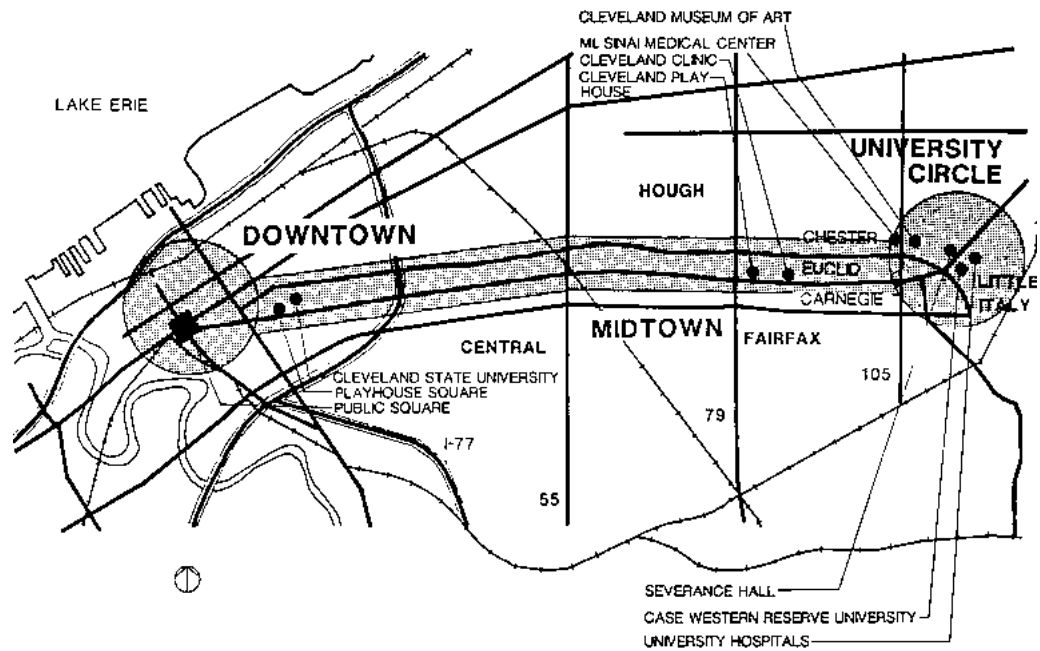 CLEVELAND MUSEUM OF ART
Mt. SINAI MEDICAL CENTER
CLEVELAND CLINIC
CLEVELAND PLAY
HOUSE
LAKE ERIE
UNIVERSITY
CIRCLE
HOUGH
DOWNTOWN
CHESTER
EUCLID
LITTLE
ITALY
CARNEGIE
MIDTOWN
FAIRFAX
CENTRAL
105
CLEVELAND STATE UNIVERSITY
PLAYHOUSE SQUARE
PUBLIC SQUARE
79
I-77
55
SEVERANCE HALL
CASE WESTERN RESERVE UNIVERSITY
UNIVERSITY HOSPITALS